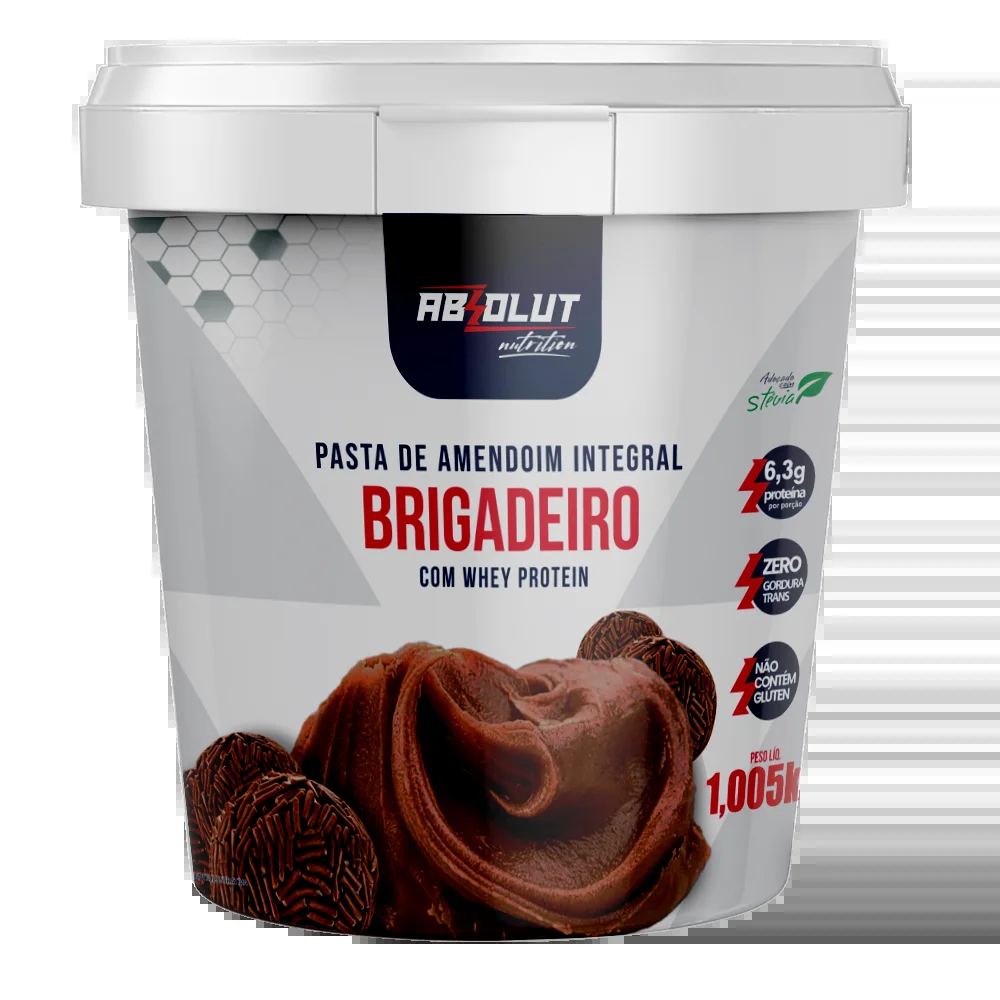 ABSOLUT
nutrition
PASTA DE AMENDOIM INTEGRAL
BRIGADEIRO
COM WHEY PROTEIN
Adoçado
com
stévia
6,3g
proteína
por porção
ZERO
GORDURA
TRANS
NÃO
CONTÉM
GLÚTEN
PESO LÍQ.
1,005k